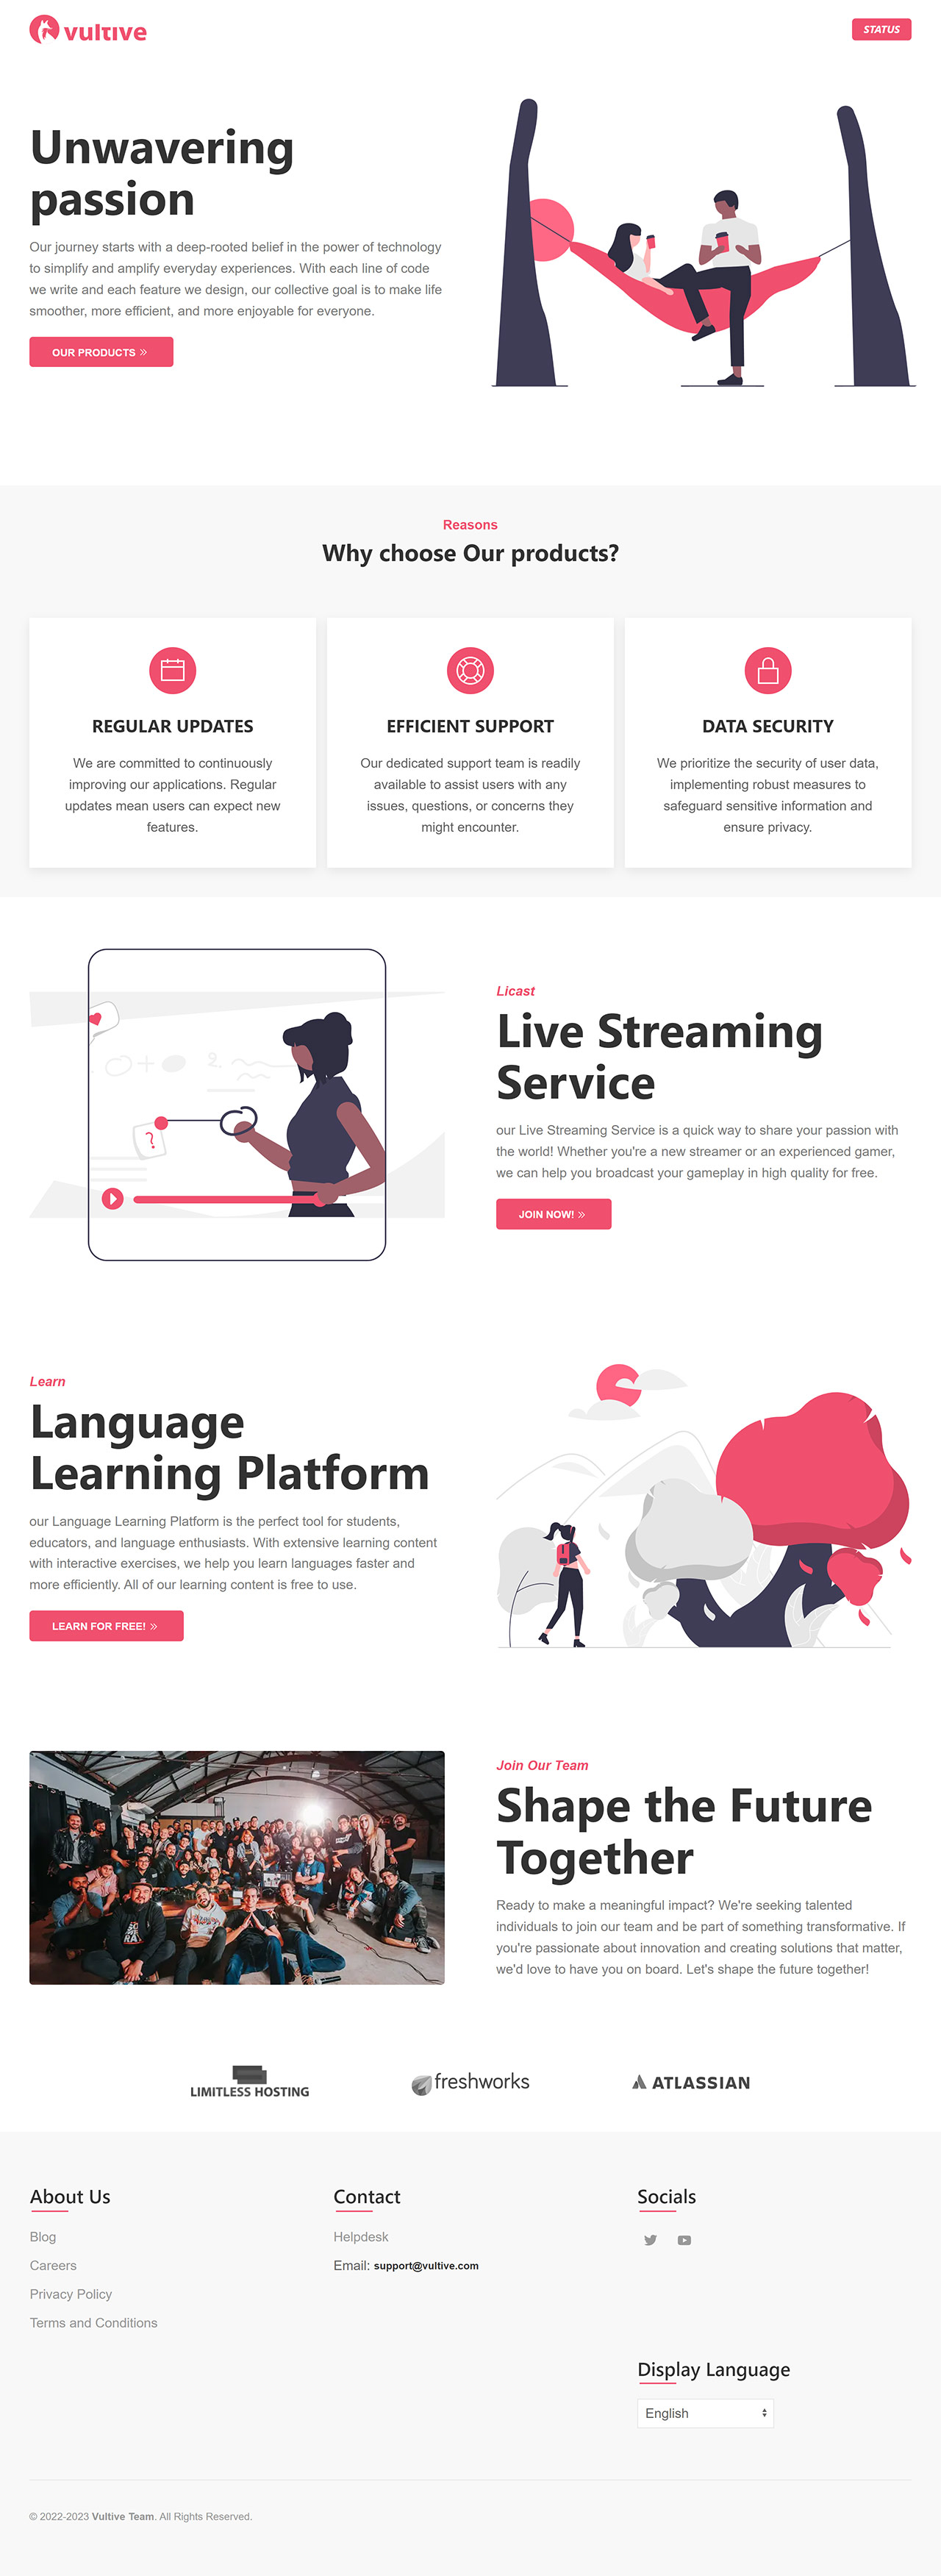 vultive
STATUS
Unwavering
passion
Our journey starts with a deep-rooted belief in the power of technology
to simplify and amplify everyday experiences. With each line of code
we write and each feature we design, our collective goal is to make life
smoother, more efficient, and more enjoyable for everyone.
OUR PRODUCTS »
Reasons
Why choose Our products?
REGULAR UPDATES
We are committed to continuously
improving our applications. Regular
updates mean users can expect new
features.
EFFICIENT SUPPORT
Our dedicated support team is readily
available to assist users with any
issues, questions, or concerns they
might encounter.
DATA SECURITY
We prioritize the security of user data,
implementing robust measures to
safeguard sensitive information and
ensure privacy.
2.
?
Licast
Live Streaming
Service
our Live Streaming Service is a quick way to share your passion with
the world! Whether you're a new streamer or an experienced gamer,
we can help you broadcast your gameplay in high quality for free.
JOIN NOW! »
Learn
Language
Learning Platform
our Language Learning Platform is the perfect tool for students,
educators, and language enthusiasts. With extensive learning content
with interactive exercises, we help you learn languages faster and
more efficiently. All of our learning content is free to use.
LEARN FOR FREE! »
Join Our Team
Shape the Future
Together
Ready to make a meaningful impact? We're seeking talented
individuals to join our team and be part of something transformative. If
you're passionate about innovation and creating solutions that matter,
we'd love to have you on board. Let's shape the future together!
LIMITLESS HOSTING
freshworks
ATLASSIAN
About Us
Blog
Careers
Privacy Policy
Terms and Conditions
Contact
Helpdesk
Email: support@vultive.com
Socials
Display Language
English
© 2022-2023 Vultive Team. All Rights Reserved.